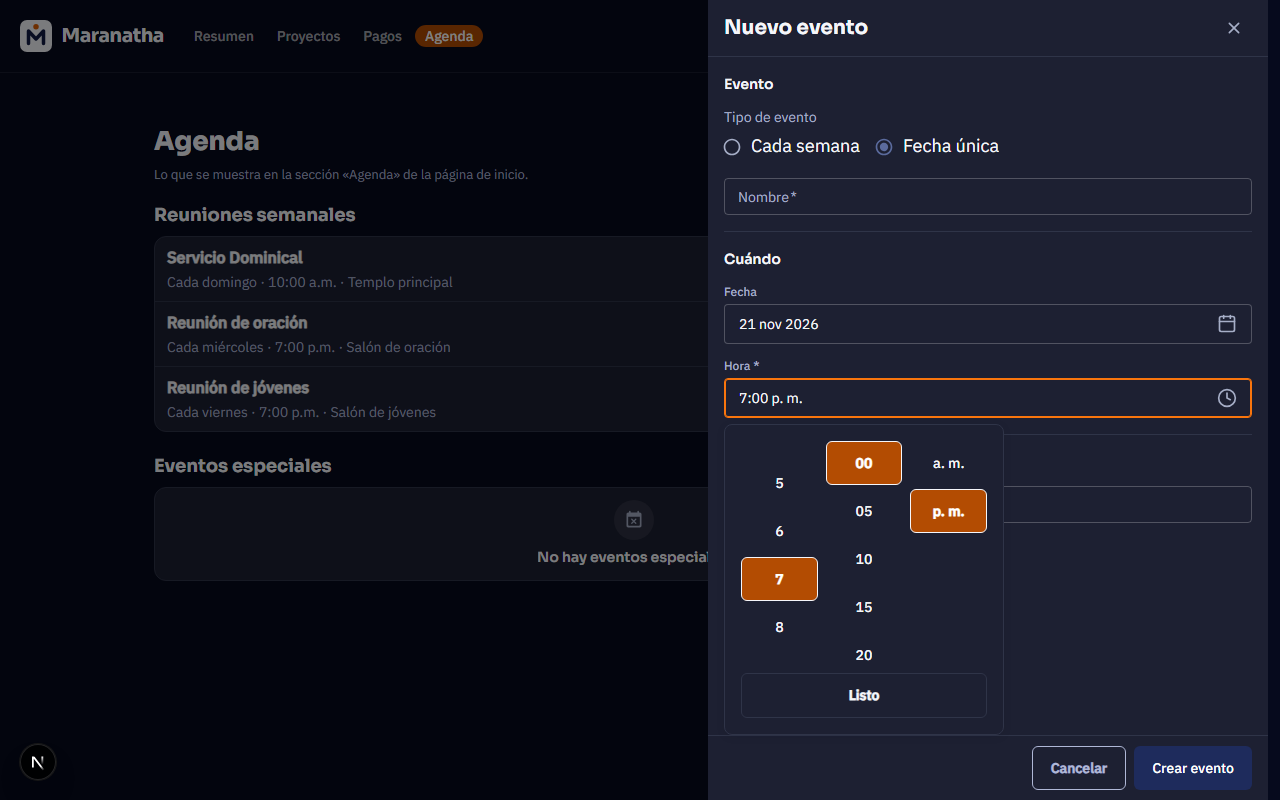 Maranatha
Resumen
Proyectos
Pagos
Agenda
Agenda
Lo que se muestra en la sección «Agenda» de la página de inicio.
Reuniones semanales
Servicio Dominical
Cada domingo · 10:00 a.m. · Templo principal
Reunión de oración
Cada miércoles · 7:00 p.m. · Salón de oración
Reunión de jóvenes
Cada viernes · 7:00 p.m. · Salón de jóvenes
Eventos especiales
No hay eventos
N
Nuevo evento
Evento
Tipo de evento
Cada semana
Fecha única
Nombre*
Cuándo
Fecha
21 nov 2026
Hora *
7:00 p. m.
5
6
7
8
00
05
10
15
20
a. m.
p. m.
Listo
Cancelar
Crear evento